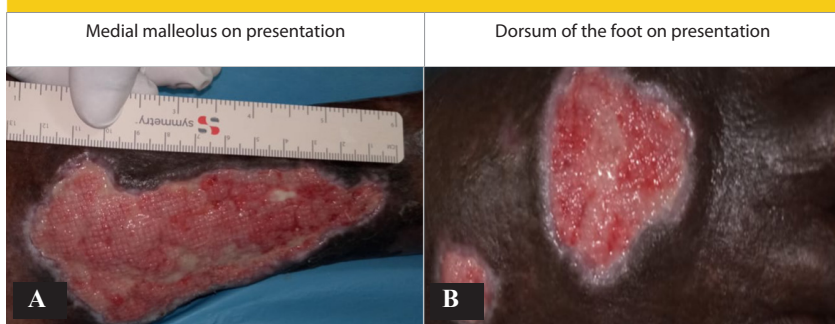 Medial malleolus on presentation
Dorsum of the foot on presentation
symmetry
A
B